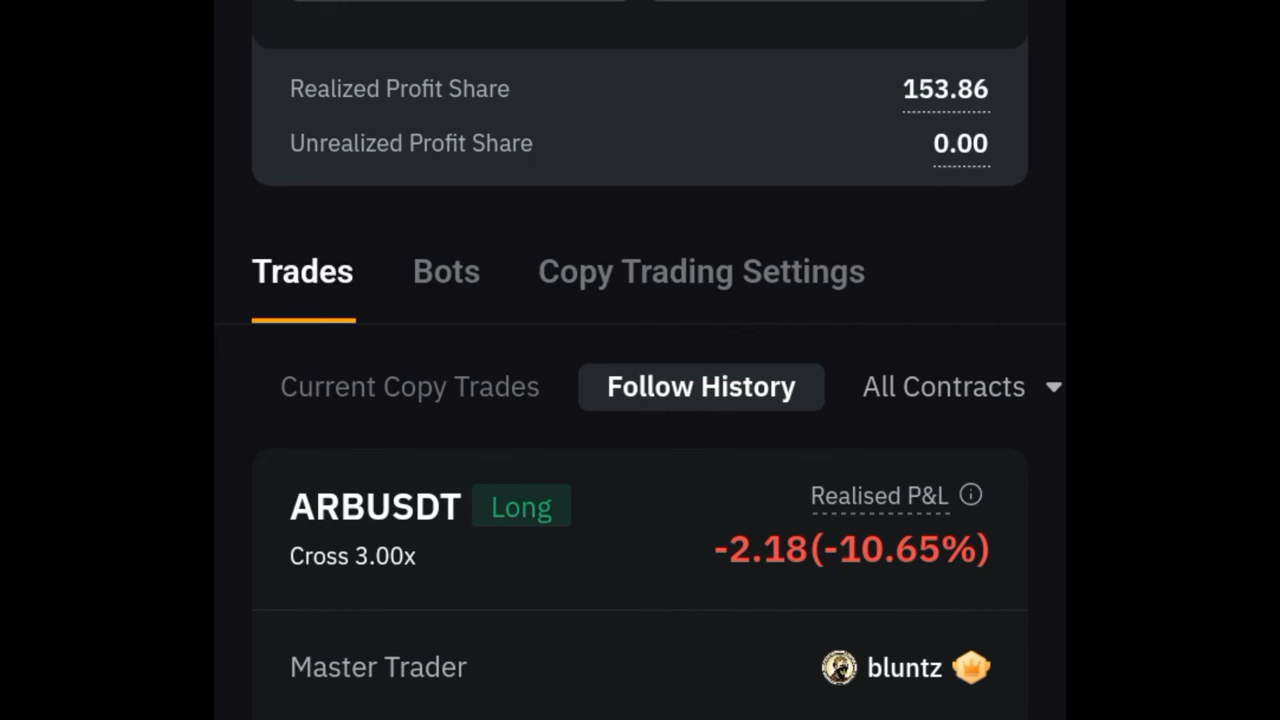 Realized Profit Share 153.86
Unrealized Profit Share 0.00
Trades Bots Copy Trading Settings
Current Copy Trades Follow History All Contracts
ARBUSDT Long Realised P&L
Cross 3.00x -2.18(-10.65%)
Master Trader bluntz